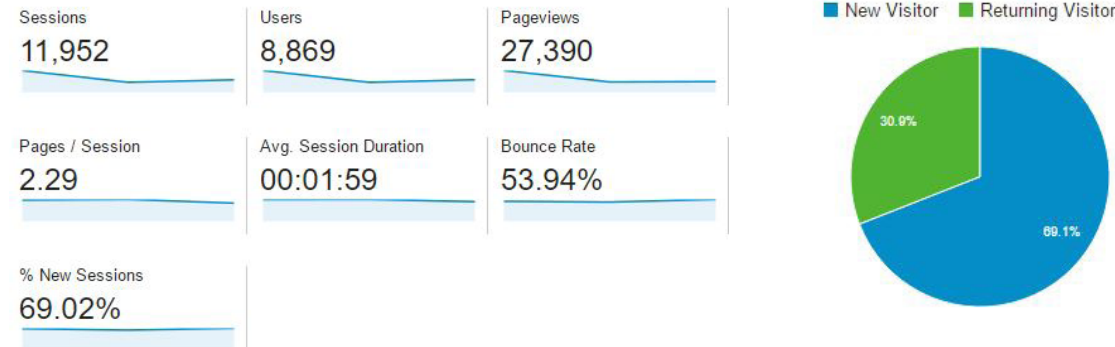 Sessions
11,952
Users
8,869
Pageviews
27,390
Pages / Session
2.29
Avg. Session Duration
00:01:59
Bounce Rate
53.94%
% New Sessions
69.02%
New Visitor
Returning Visitor
30.9%
69.1%